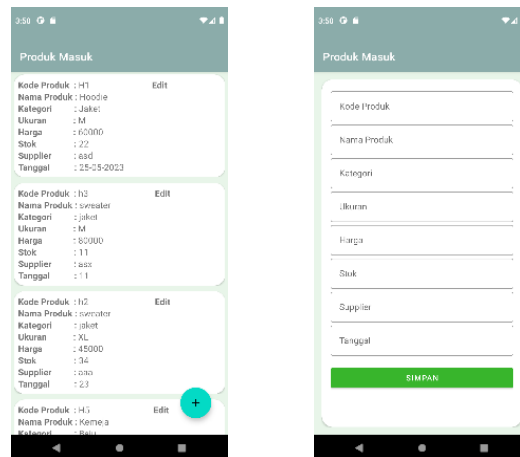 3:50
Produk Masuk
Kode Produk : H1 Edit
Nama Produk : Hoodie
Kategori : Jaket
Ukuran : M
Harga : 60000
Stok : 22
Supplier : asd
Tanggal : 25-05-2023
Kode Produk : h3 Edit
Nama Produk : sweater
Kategori : jaket
Ukuran : M
Harga : 80000
Stok : 11
Supplier : asx
Tanggal : 11
Kode Produk : h2 Edit
Nama Produk : sweater
Kategori : jaket
Ukuran : XL
Harga : 45000
Stok : 34
Supplier : aaa
Tanggal : 23
+
Kode Produk : H5 Edit
Nama Produk : Kemeja
Kategori : Baju
3:50
Produk Masuk
Kode Produk
Nama Produk
Kategori
Ukuran
Harga
Stok
Supplier
Tanggal
SIMPAN